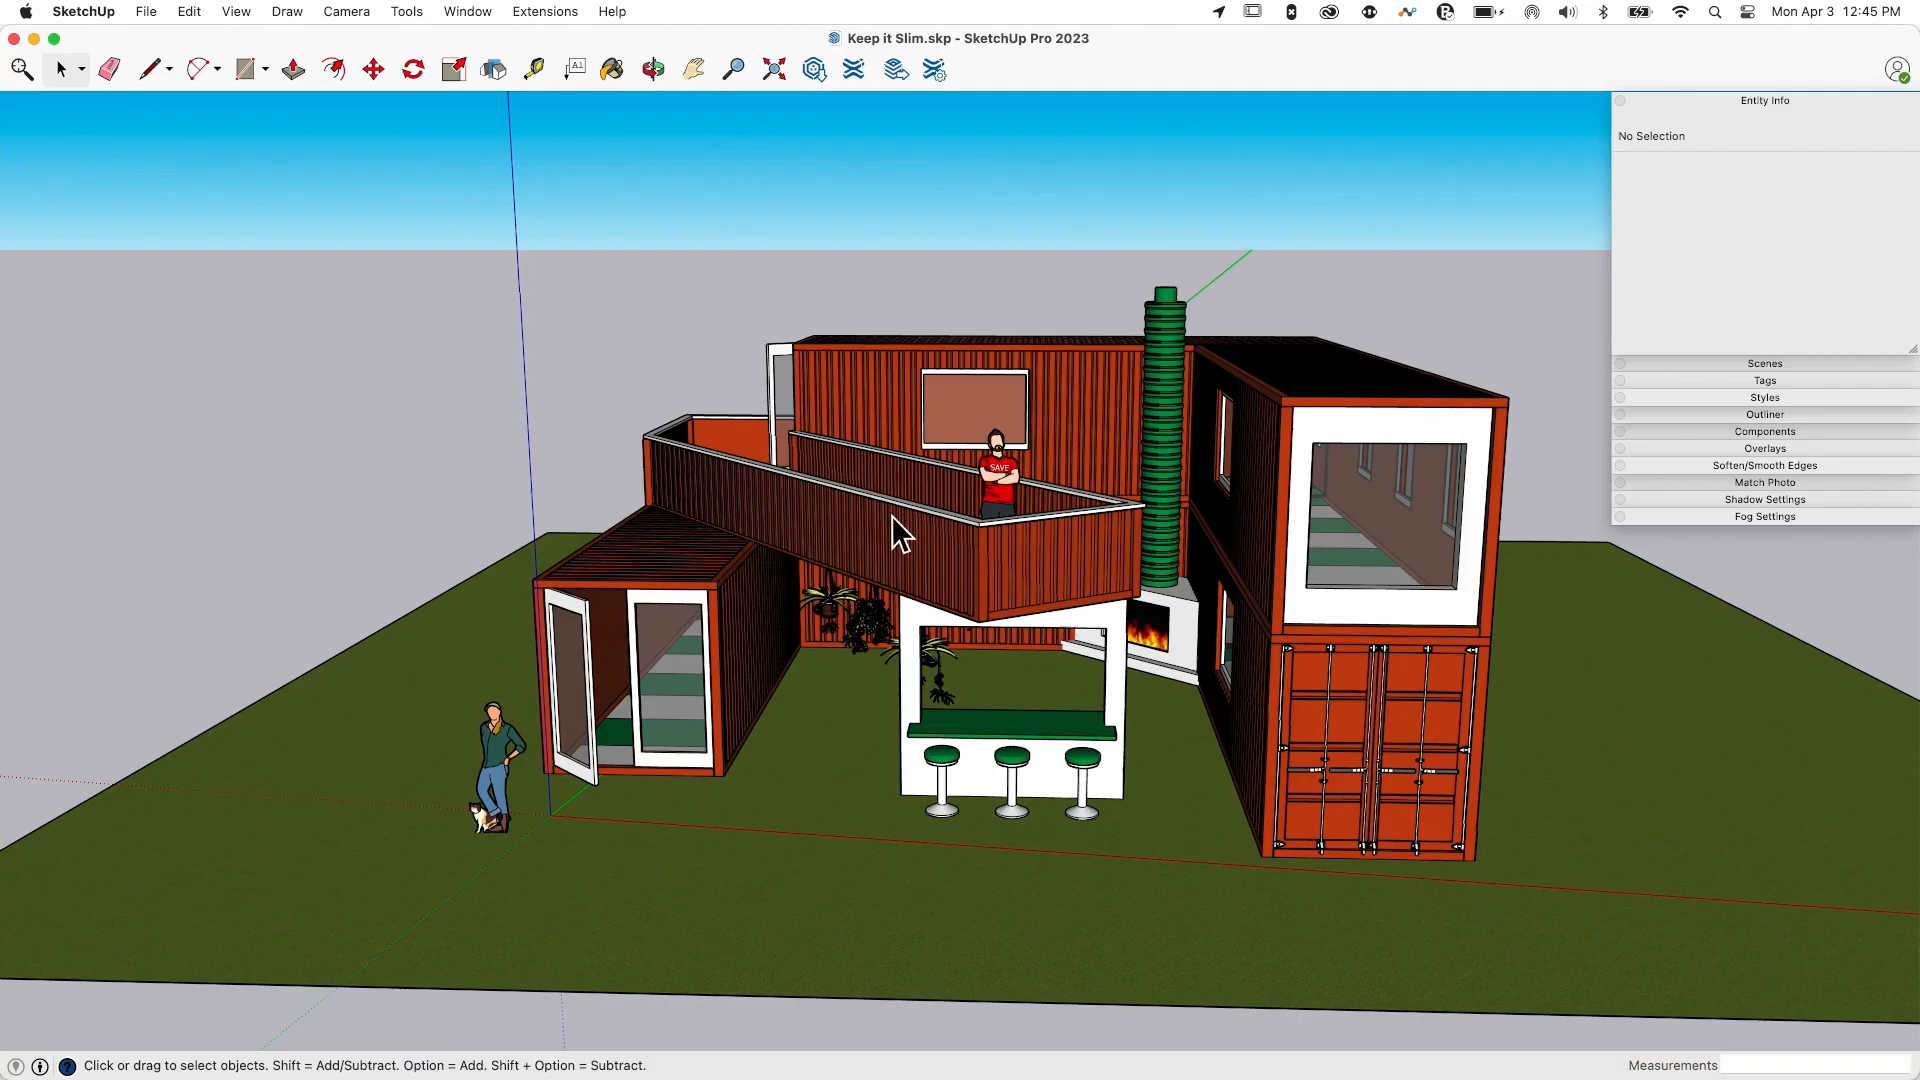 SketchUp File Edit View Draw Camera Tools Window Extensions Help Mon Apr 3 12:45 PM
Keep it Slim.skp - SketchUp Pro 2023
A1
Entity Info
No Selection
Scenes
Tags
Styles
Outliner
Components
Overlays
Soften/Smooth Edges
Match Photo
Shadow Settings
Fog Settings
SAVE
Click or drag to select objects. Shift = Add/Subtract. Option = Add. Shift + Option = Subtract. Measurements